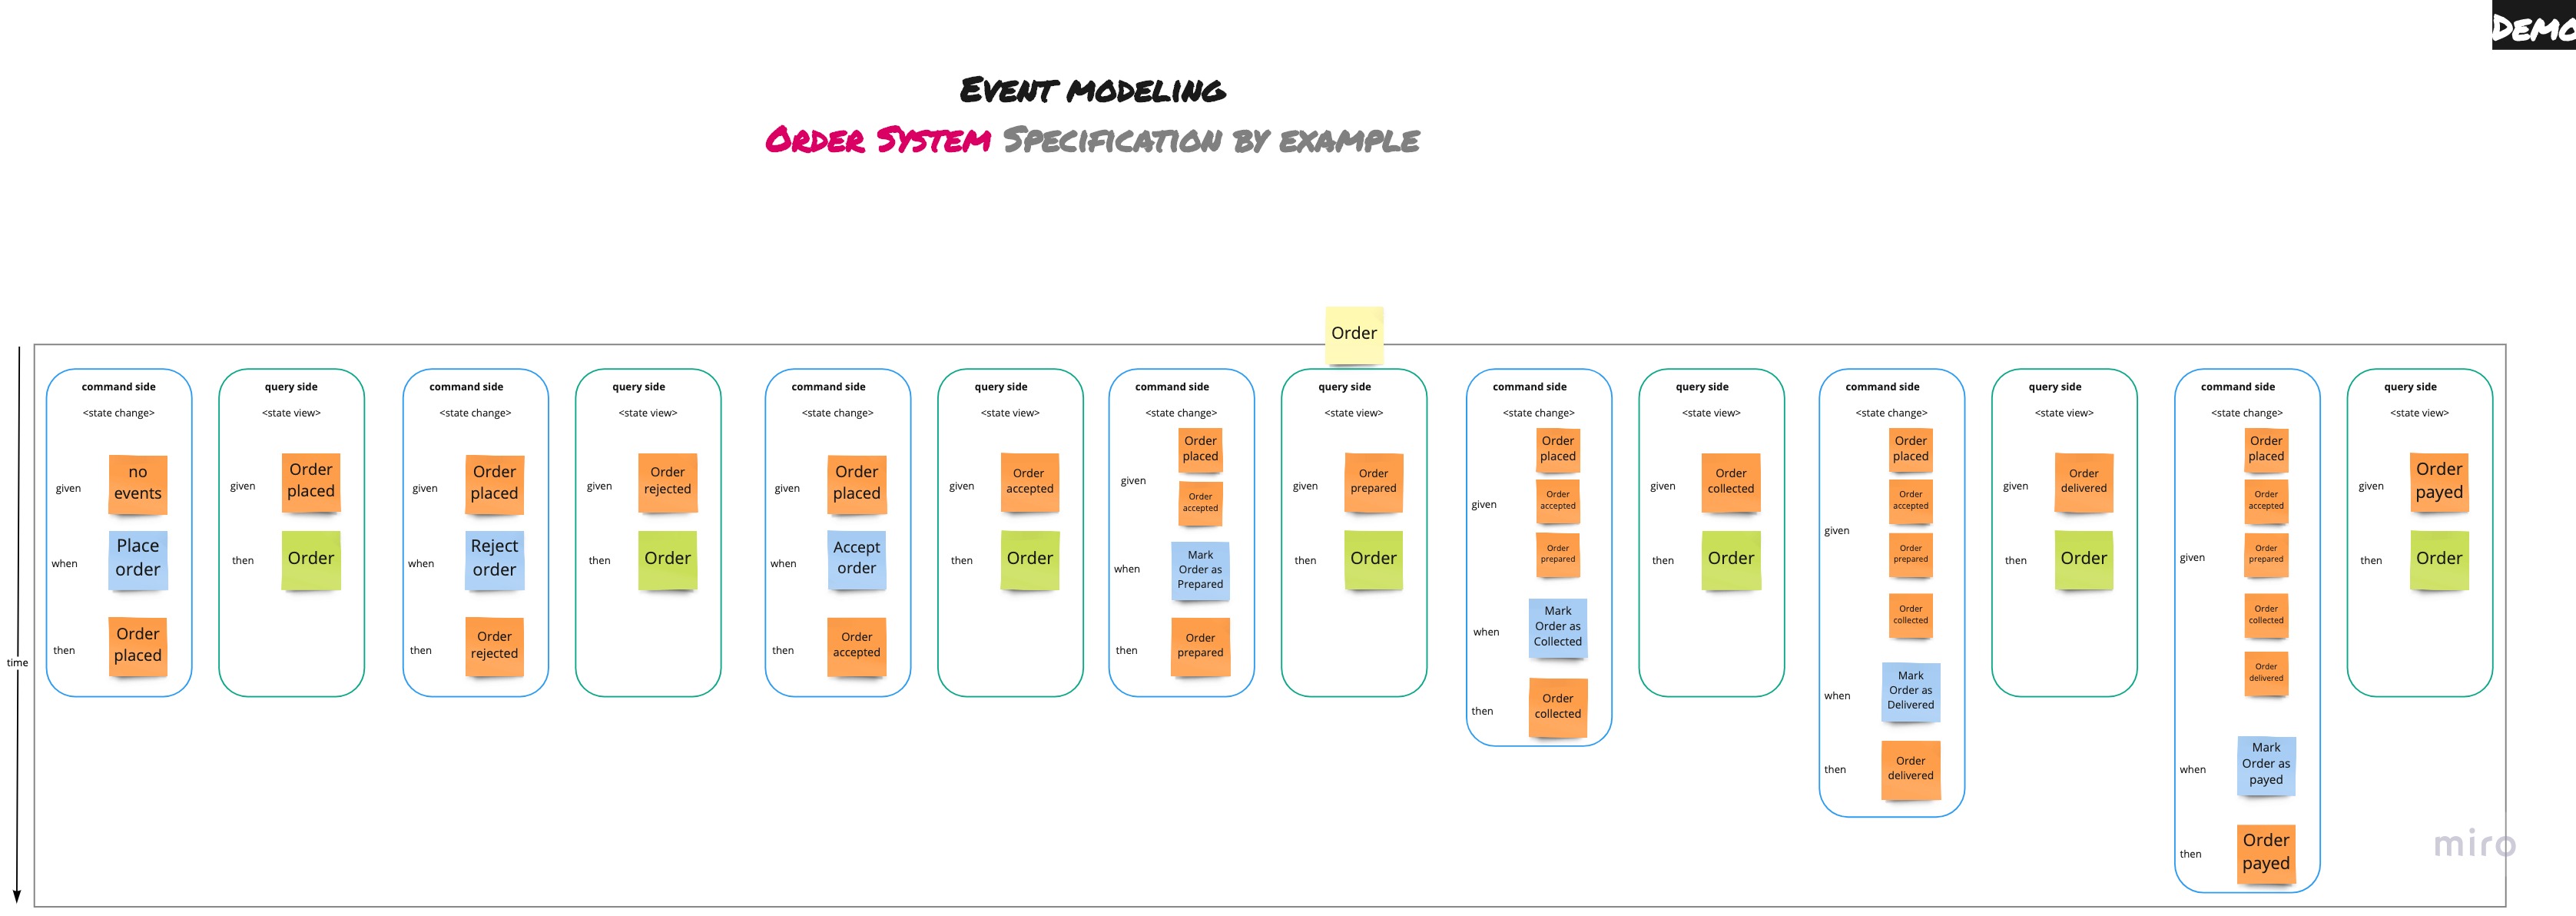 DEMO
EVENT MODELING
ORDER SYSTEM SPECIFICATION BY EXAMPLE
Order
time
command side
<state change>
given
no
events
when
Place
order
then
Order
placed
query side
<state view>
given
Order
placed
then
Order
command side
<state change>
given
Order
placed
when
Reject
order
then
Order
rejected
query side
<state view>
given
Order
rejected
then
Order
command side
<state change>
given
Order
placed
when
Accept
order
then
Order
accepted
query side
<state view>
given
Order
accepted
then
Order
command side
<state change>
given
Order
placed
Order
accepted
when
Mark
Order as
Prepared
then
Order
prepared
query side
<state view>
given
Order
prepared
then
Order
command side
<state change>
given
Order
placed
Order
accepted
Order
prepared
when
Mark
Order as
Collected
then
Order
collected
query side
<state view>
given
Order
collected
then
Order
command side
<state change>
given
Order
placed
Order
accepted
Order
prepared
Order
collected
when
Mark
Order as
Delivered
then
Order
delivered
query side
<state view>
given
Order
delivered
then
Order
command side
<state change>
given
Order
placed
Order
accepted
Order
prepared
Order
collected
Order
delivered
when
Mark
Order as
payed
then
Order
payed
query side
<state view>
given
Order
payed
then
Order
miro